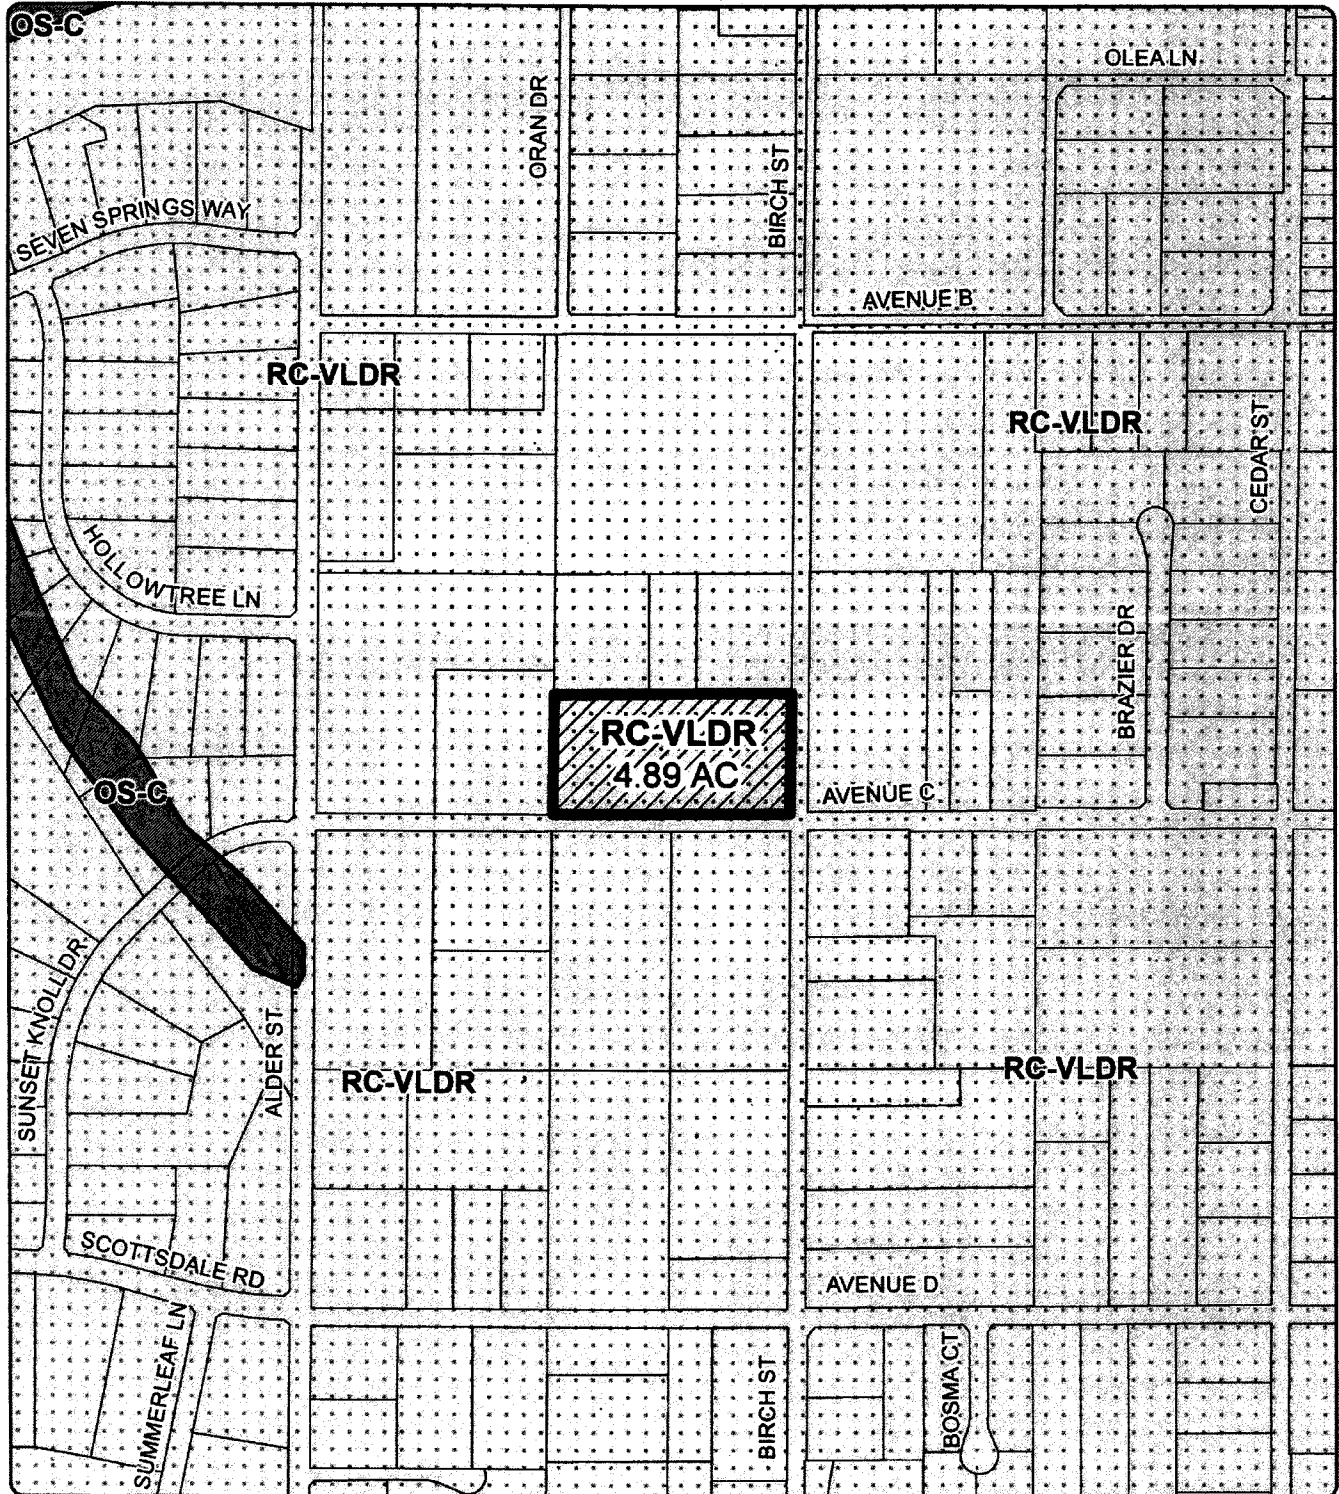 OS-C
OLEA LN
ORAN DR
BIRCH ST
SEVEN SPRINGS WAY
AVENUE B
RC-VLDR
RC-VLDR
CEDAR ST
HOLLOWTREE LN
BRAZIER DR
RC-VLDR
4.89 AC
OS-C
AVENUE C
SUNSET KNOLL DR
ALDER ST
RC-VLDR
RC-VLDR
SCOTTSDALE RD
AVENUE D
SUMMERLEAF LN
BIRCH ST
BOSMA CT